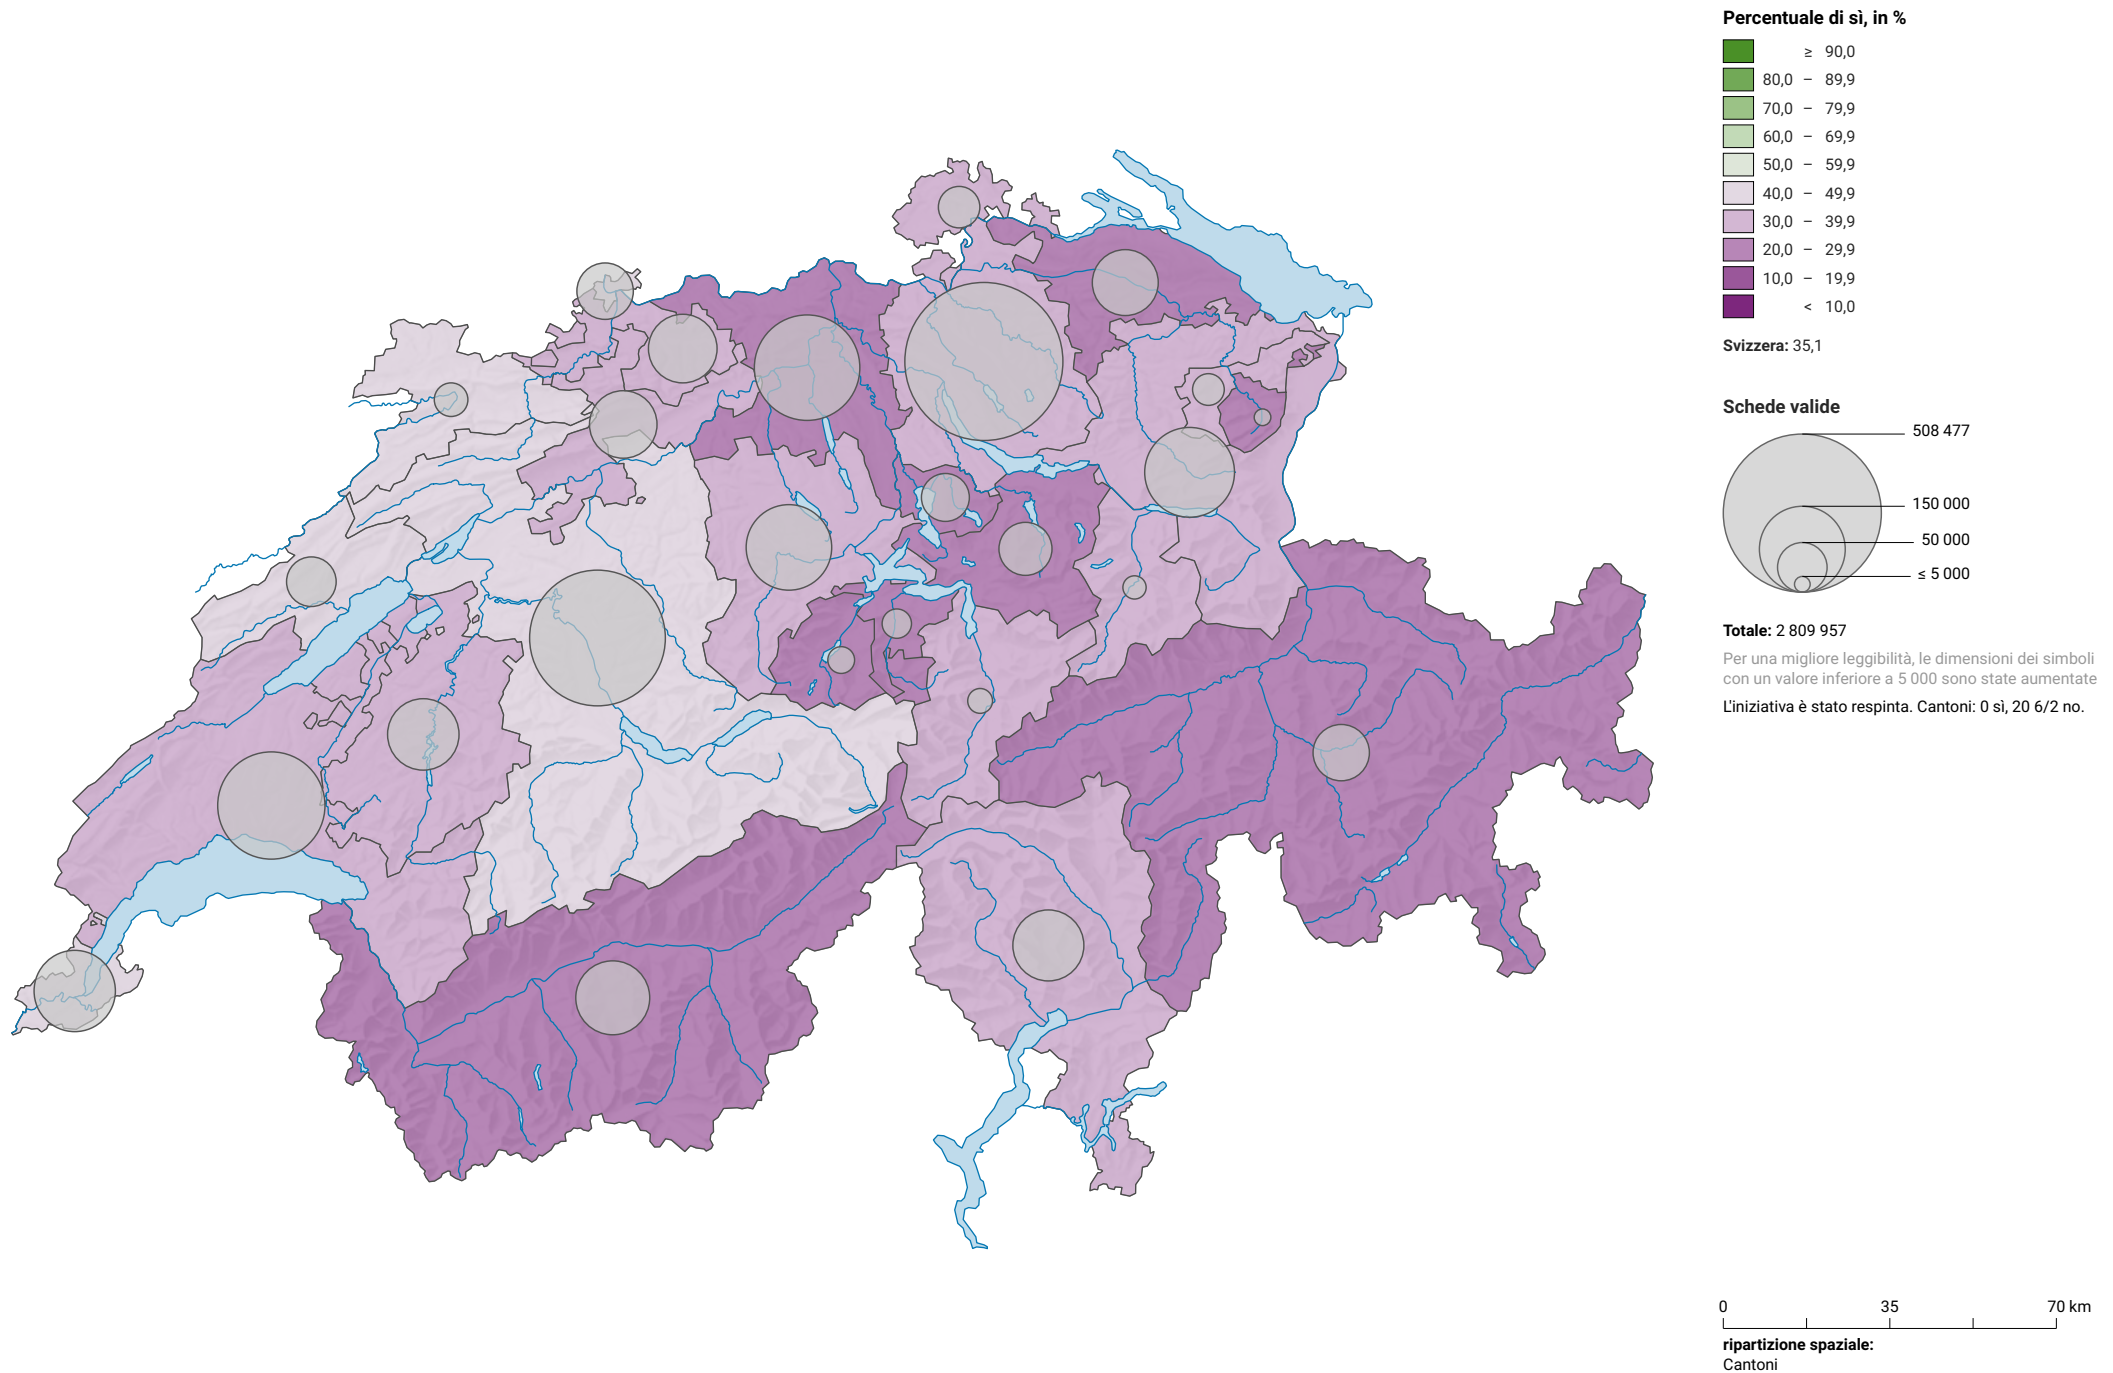 Percentuale di sì, in %
≥ 90,0
80,0 – 89,9
70,0 – 79,9
60,0 – 69,9
50,0 – 59,9
40,0 – 49,9
30,0 – 39,9
20,0 – 29,9
10,0 – 19,9
< 10,0
Svizzera: 35,1
Schede valide
508 477
150 000
50 000
≤ 5 000
Totale: 2 809 957
Per una migliore leggibilità, le dimensioni dei simboli
con un valore inferiore a 5 000 sono state aumentate
L'iniziativa è stato respinta. Cantoni: 0 sì, 20 6/2 no.
0 35 70 km
ripartizione spaziale:
Cantoni